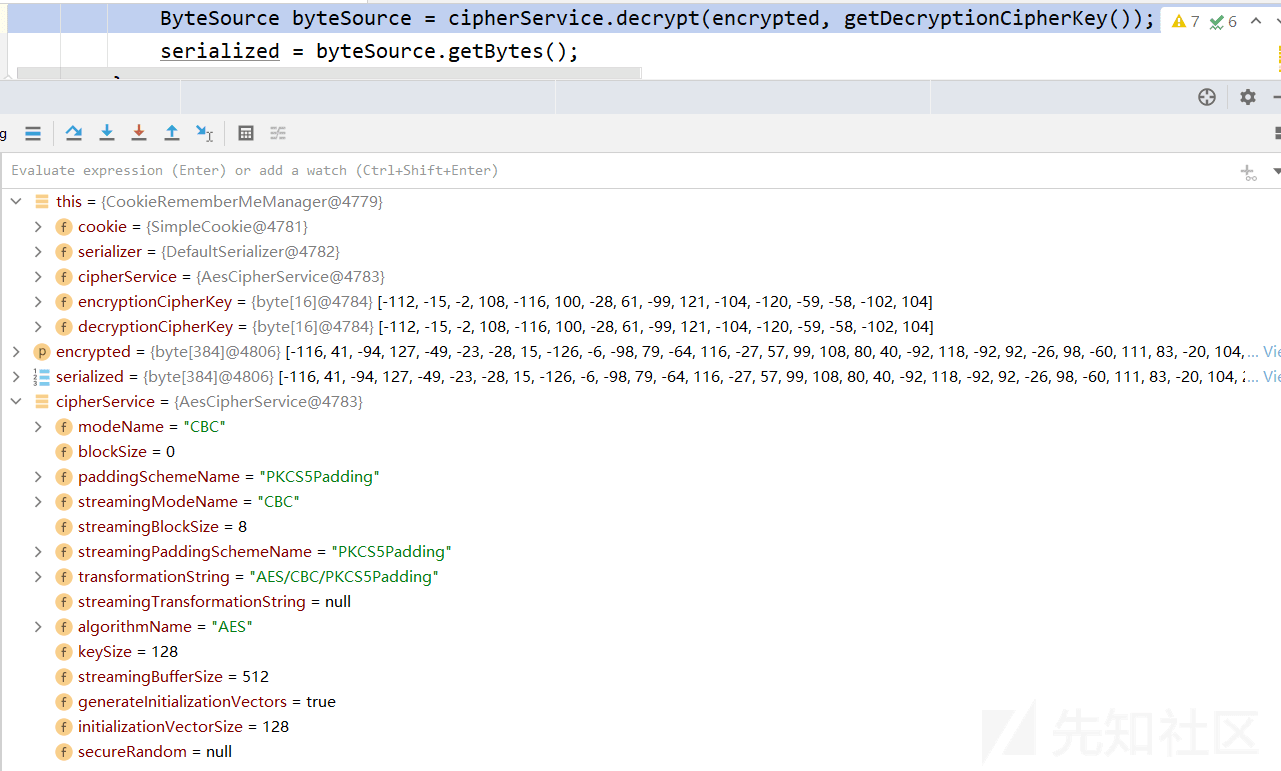 ByteSource byteSource = cipherService.decrypt(encrypted, getDecryptionCipherKey()); 7 6
serialized = byteSource.getBytes();
g
Evaluate expression (Enter) or add a watch (Ctrl+Shift+Enter)
this = {CookieRememberMeManager@4779}
f cookie = {SimpleCookie@4781}
f serializer = {DefaultSerializer@4782}
f cipherService = {AesCipherService@4783}
f encryptionCipherKey = {byte[16]@4784} [-112, -15, -2, 108, -116, 100, -28, 61, -99, 121, -104, -120, -59, -58, -102, 104]
f decryptionCipherKey = {byte[16]@4784} [-112, -15, -2, 108, -116, 100, -28, 61, -99, 121, -104, -120, -59, -58, -102, 104]
p encrypted = {byte[384]@4806} [-116, 41, -94, 127, -49, -23, -28, 15, -126, -6, -98, 79, -64, 116, -27, 57, 99, 108, 80, 40, -92, 118, -92, 92, -26, 98, -60, 111, 83, -20, 104,... Vie
serialized = {byte[384]@4806} [-116, 41, -94, 127, -49, -23, -28, 15, -126, -6, -98, 79, -64, 116, -27, 57, 99, 108, 80, 40, -92, 118, -92, 92, -26, 98, -60, 111, 83, -20, 104, ... Vie
cipherService = {AesCipherService@4783}
f modeName = "CBC"
f blockSize = 0
f paddingSchemeName = "PKCS5Padding"
f streamingModeName = "CBC"
f streamingBlockSize = 8
f streamingPaddingSchemeName = "PKCS5Padding"
f transformationString = "AES/CBC/PKCS5Padding"
f streamingTransformationString = null
f algorithmName = "AES"
f keySize = 128
f streamingBufferSize = 512
f generateInitializationVectors = true
f initializationVectorSize = 128
f secureRandom = null
先知社区